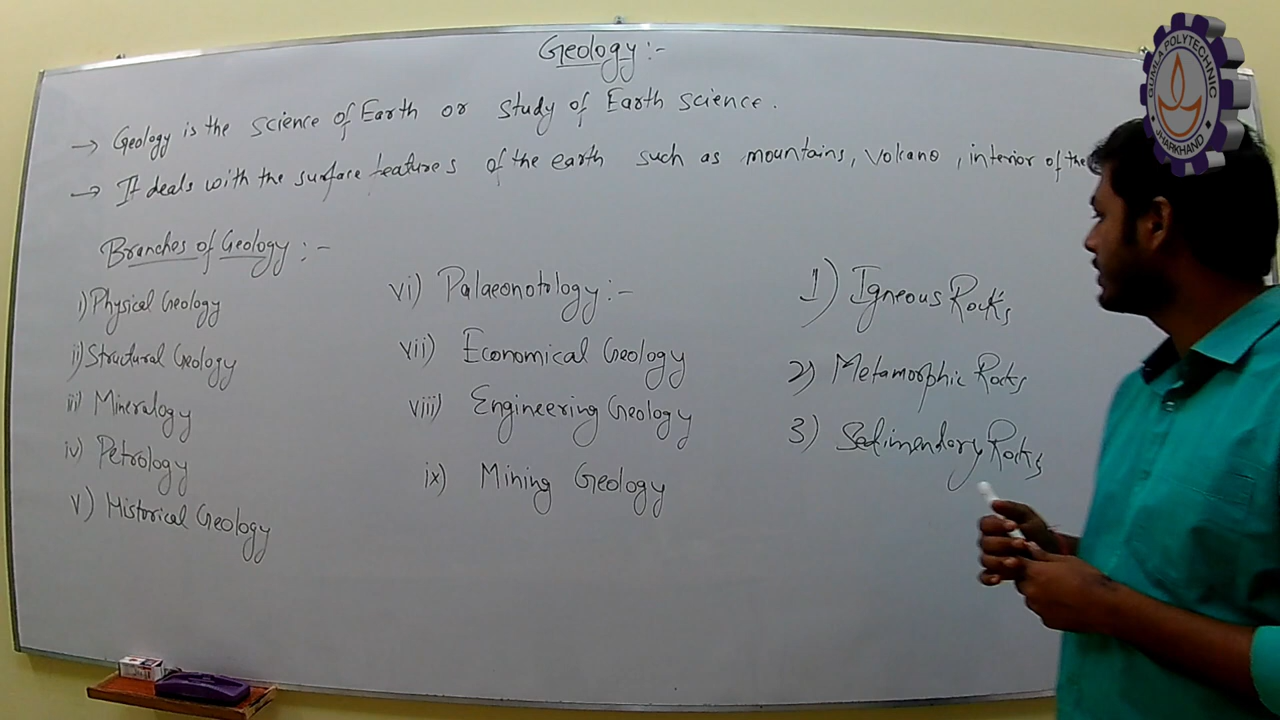 Geology :-
→ Geology is the science of Earth or study of Earth science.
→ It deals with the surface features of the earth such as mountains, Volcano, interior of the
Branches of Geology :-
i) Physical Geology
ii) Structural Geology
iii) Mineralogy
iv) Petrology
v) Historical Geology
vi) Palaeonotology :-
vii) Economical Geology
viii) Engineering Geology
ix) Mining Geology
1) Igneous Rocks
2) Metamorphic Rocks
3) Sedimendory Rocks
GUMLA POLYTECHNIC
JHARKHAND